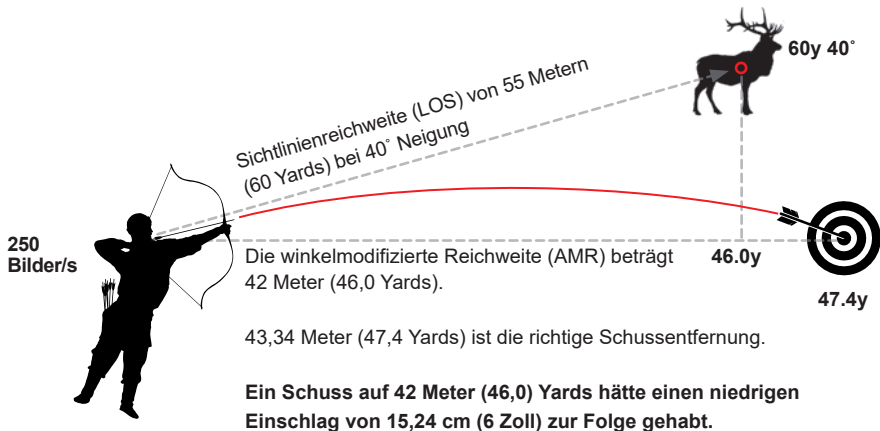 60y 40˚
Sichtlinienreichweite (LOS) von 55 Metern
(60 Yards) bei 40˚ Neigung
250
Bilder/s
Die winkelmodifizierte Reichweite (AMR) beträgt
42 Meter (46,0 Yards).
46.0y
47.4y
43,34 Meter (47,4 Yards) ist die richtige Schussentfernung.
Ein Schuss auf 42 Meter (46,0) Yards hätte einen niedrigen
Einschlag von 15,24 cm (6 Zoll) zur Folge gehabt.